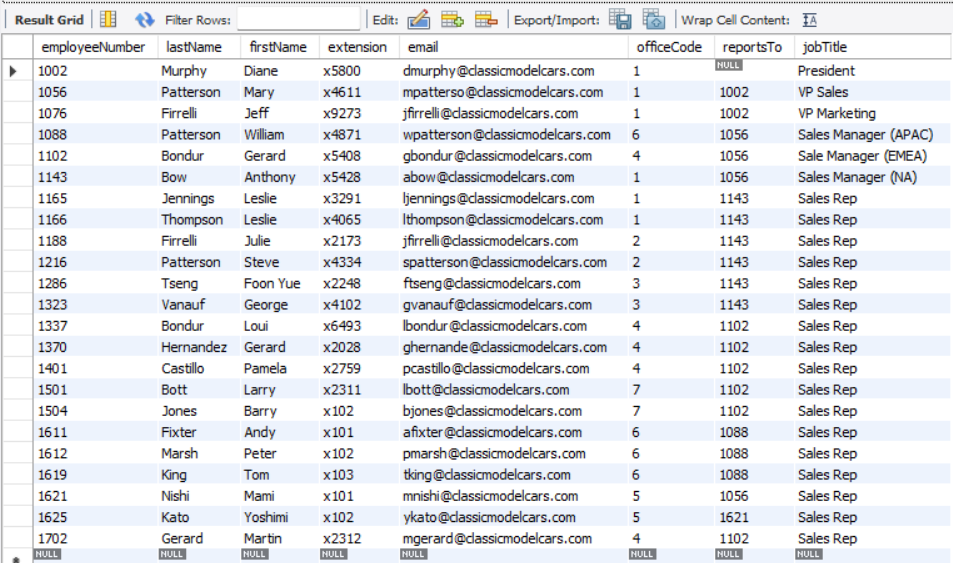 Result Grid Filter Rows: Edit: Export/Import: Wrap Cell Content: IA
employeeNumber lastName firstName extension email officeCode reportsTo jobTitle
1002 Murphy Diane x5800 dmurphy@classicmodelcars.com 1 NULL President
1056 Patterson Mary x4611 mpatterso@classicmodelcars.com 1 1002 VP Sales
1076 Firrelli Jeff x9273 jfirrelli@classicmodelcars.com 1 1002 VP Marketing
1088 Patterson William x4871 wpatterson@classicmodelcars.com 6 1056 Sales Manager (APAC)
1102 Bondur Gerard x5408 gbondur@classicmodelcars.com 4 1056 Sale Manager (EMEA)
1143 Bow Anthony x5428 abow@classicmodelcars.com 1 1056 Sales Manager (NA)
1165 Jennings Leslie x3291 ljennings@classicmodelcars.com 1 1143 Sales Rep
1166 Thompson Leslie x4065 lthompson@classicmodelcars.com 1 1143 Sales Rep
1188 Firrelli Julie x2173 jfirrelli@classicmodelcars.com 2 1143 Sales Rep
1216 Patterson Steve x4334 spatterson@classicmodelcars.com 2 1143 Sales Rep
1286 Tseng Foon Yue x2248 ftseng@classicmodelcars.com 3 1143 Sales Rep
1323 Vanauf George x4102 gvanauf@classicmodelcars.com 3 1143 Sales Rep
1337 Bondur Loui x6493 lbondur@classicmodelcars.com 4 1102 Sales Rep
1370 Hernandez Gerard x2028 ghernande@classicmodelcars.com 4 1102 Sales Rep
1401 Castillo Pamela x2759 pcastillo@classicmodelcars.com 4 1102 Sales Rep
1501 Bott Larry x2311 lbott@classicmodelcars.com 7 1102 Sales Rep
1504 Jones Barry x102 bjones@classicmodelcars.com 7 1102 Sales Rep
1611 Fixter Andy x101 afixter@classicmodelcars.com 6 1088 Sales Rep
1612 Marsh Peter x102 pmarsh@classicmodelcars.com 6 1088 Sales Rep
1619 King Tom x103 tking@classicmodelcars.com 6 1088 Sales Rep
1621 Nishi Mami x101 mnishi@classicmodelcars.com 5 1056 Sales Rep
1625 Kato Yoshimi x102 ykato@classicmodelcars.com 5 1621 Sales Rep
1702 Gerard Martin x2312 mgerard@classicmodelcars.com 4 1102 Sales Rep
NULL NULL NULL NULL NULL NULL NULL NULL